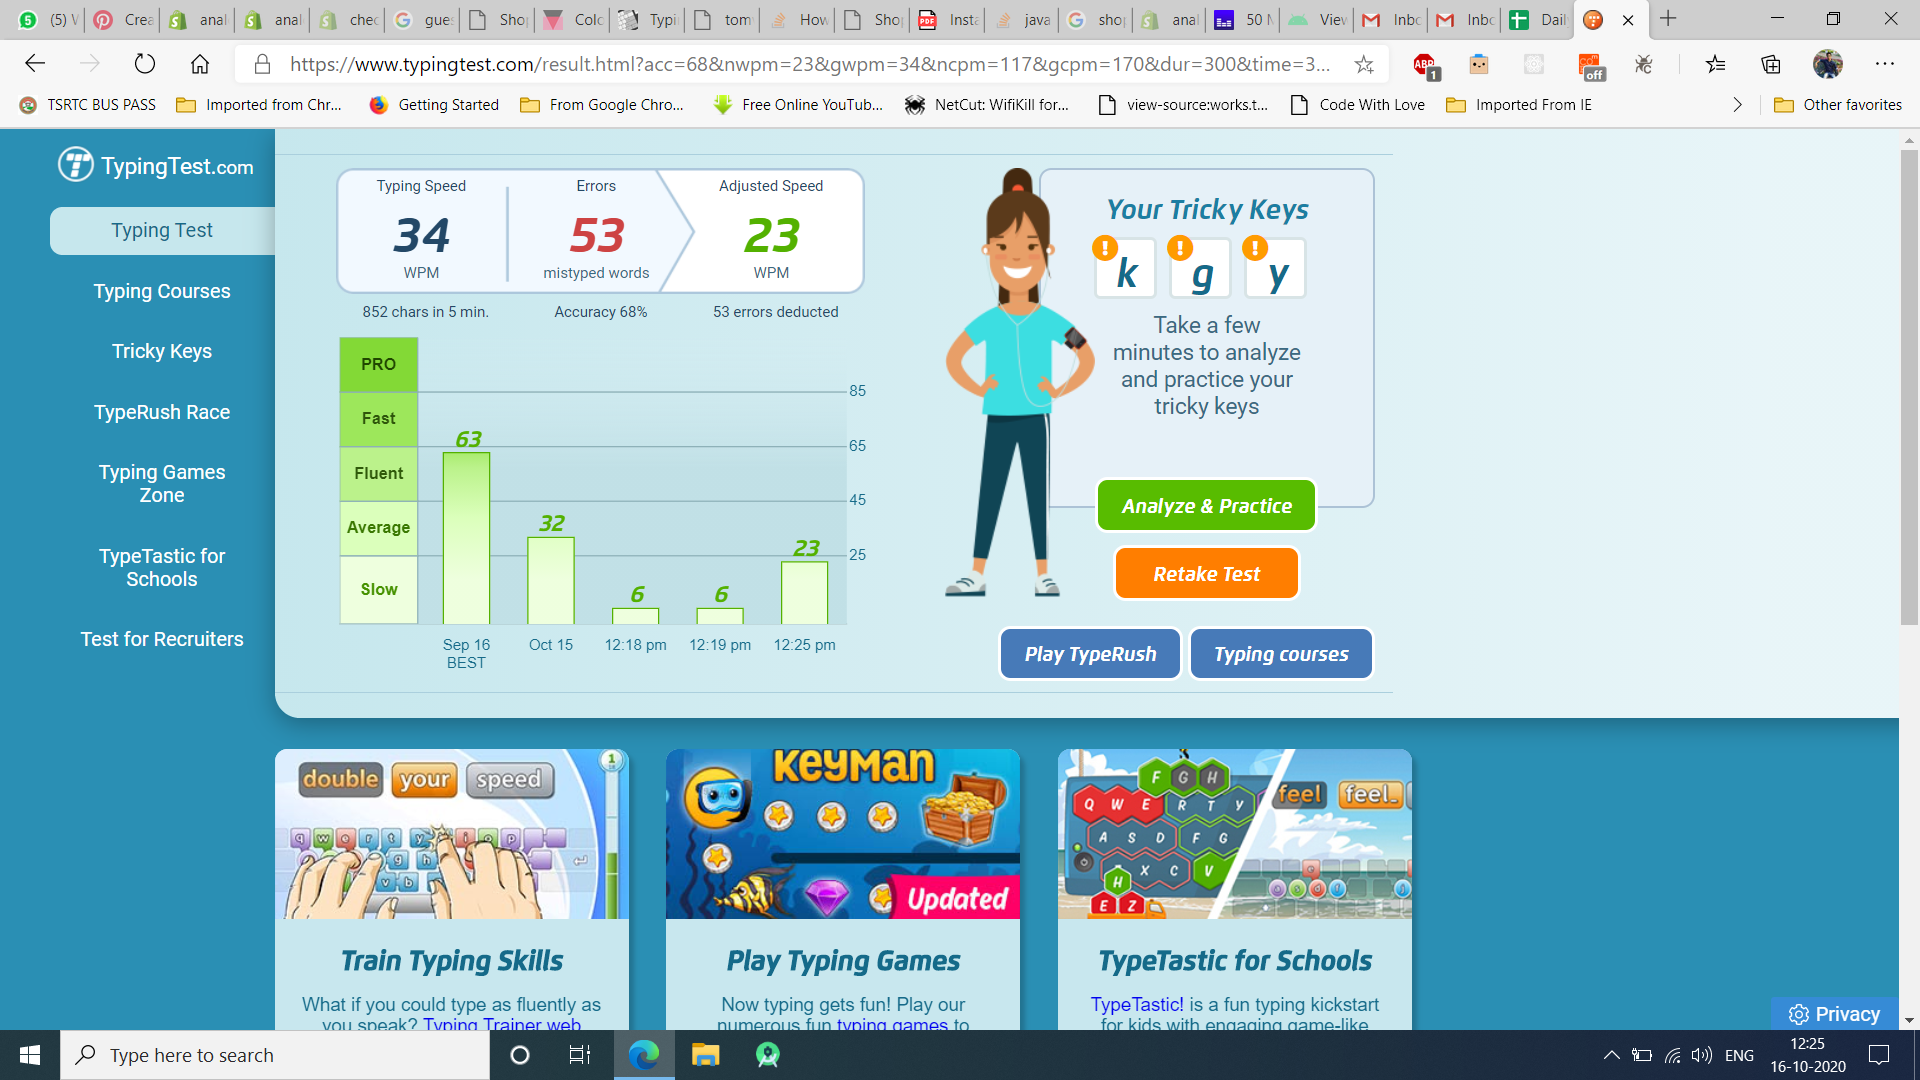 (5) W
Crea
anal
anal
chec
gues
Shop
Colo
Typi
tom
How
Shop
Insta
java
shop
anal
50 M
View
Inbo
Inbo
Dail
https://www.typingtest.com/result.html?acc=68&nwpm=23&gwpm=34&ncpm=117&gcpm=170&dur=300&time=3...
ABP
1
off
TSRTC BUS PASS
Imported from Chr...
Getting Started
From Google Chro...
Free Online YouTub...
NetCut: WifiKill for...
view-source:works.t...
Code With Love
Imported From IE
Other favorites
TypingTest.com
Typing Test
Typing Courses
Tricky Keys
TypeRush Race
Typing Games
Zone
TypeTastic for
Schools
Test for Recruiters
Typing Speed
34
WPM
852 chars in 5 min.
Errors
53
mistyped words
Accuracy 68%
Adjusted Speed
23
WPM
53 errors deducted
PRO
Fast
Fluent
Average
Slow
85
65
45
25
63
32
6
6
23
Sep 16
BEST
Oct 15
12:18 pm
12:19 pm
12:25 pm
Your Tricky Keys
! k
! g
! y
Take a few
minutes to analyze
and practice your
tricky keys
Analyze & Practice
Retake Test
Play TypeRush
Typing courses
double your speed
q w e r t y i o p
g h
v b
1
Train Typing Skills
What if you could type as fluently as
you speak? Typing Trainer web
KeyMan
Updated
Play Typing Games
Now typing gets fun! Play our
numerous fun typing games to
F G H
Q W E R T Y
A S D F G
X C V
H
E Z
feel feel_
TypeTastic for Schools
TypeTastic! is a fun typing kickstart
for kids with engaging game-like
Privacy
Type here to search
ENG
12:25
16-10-2020